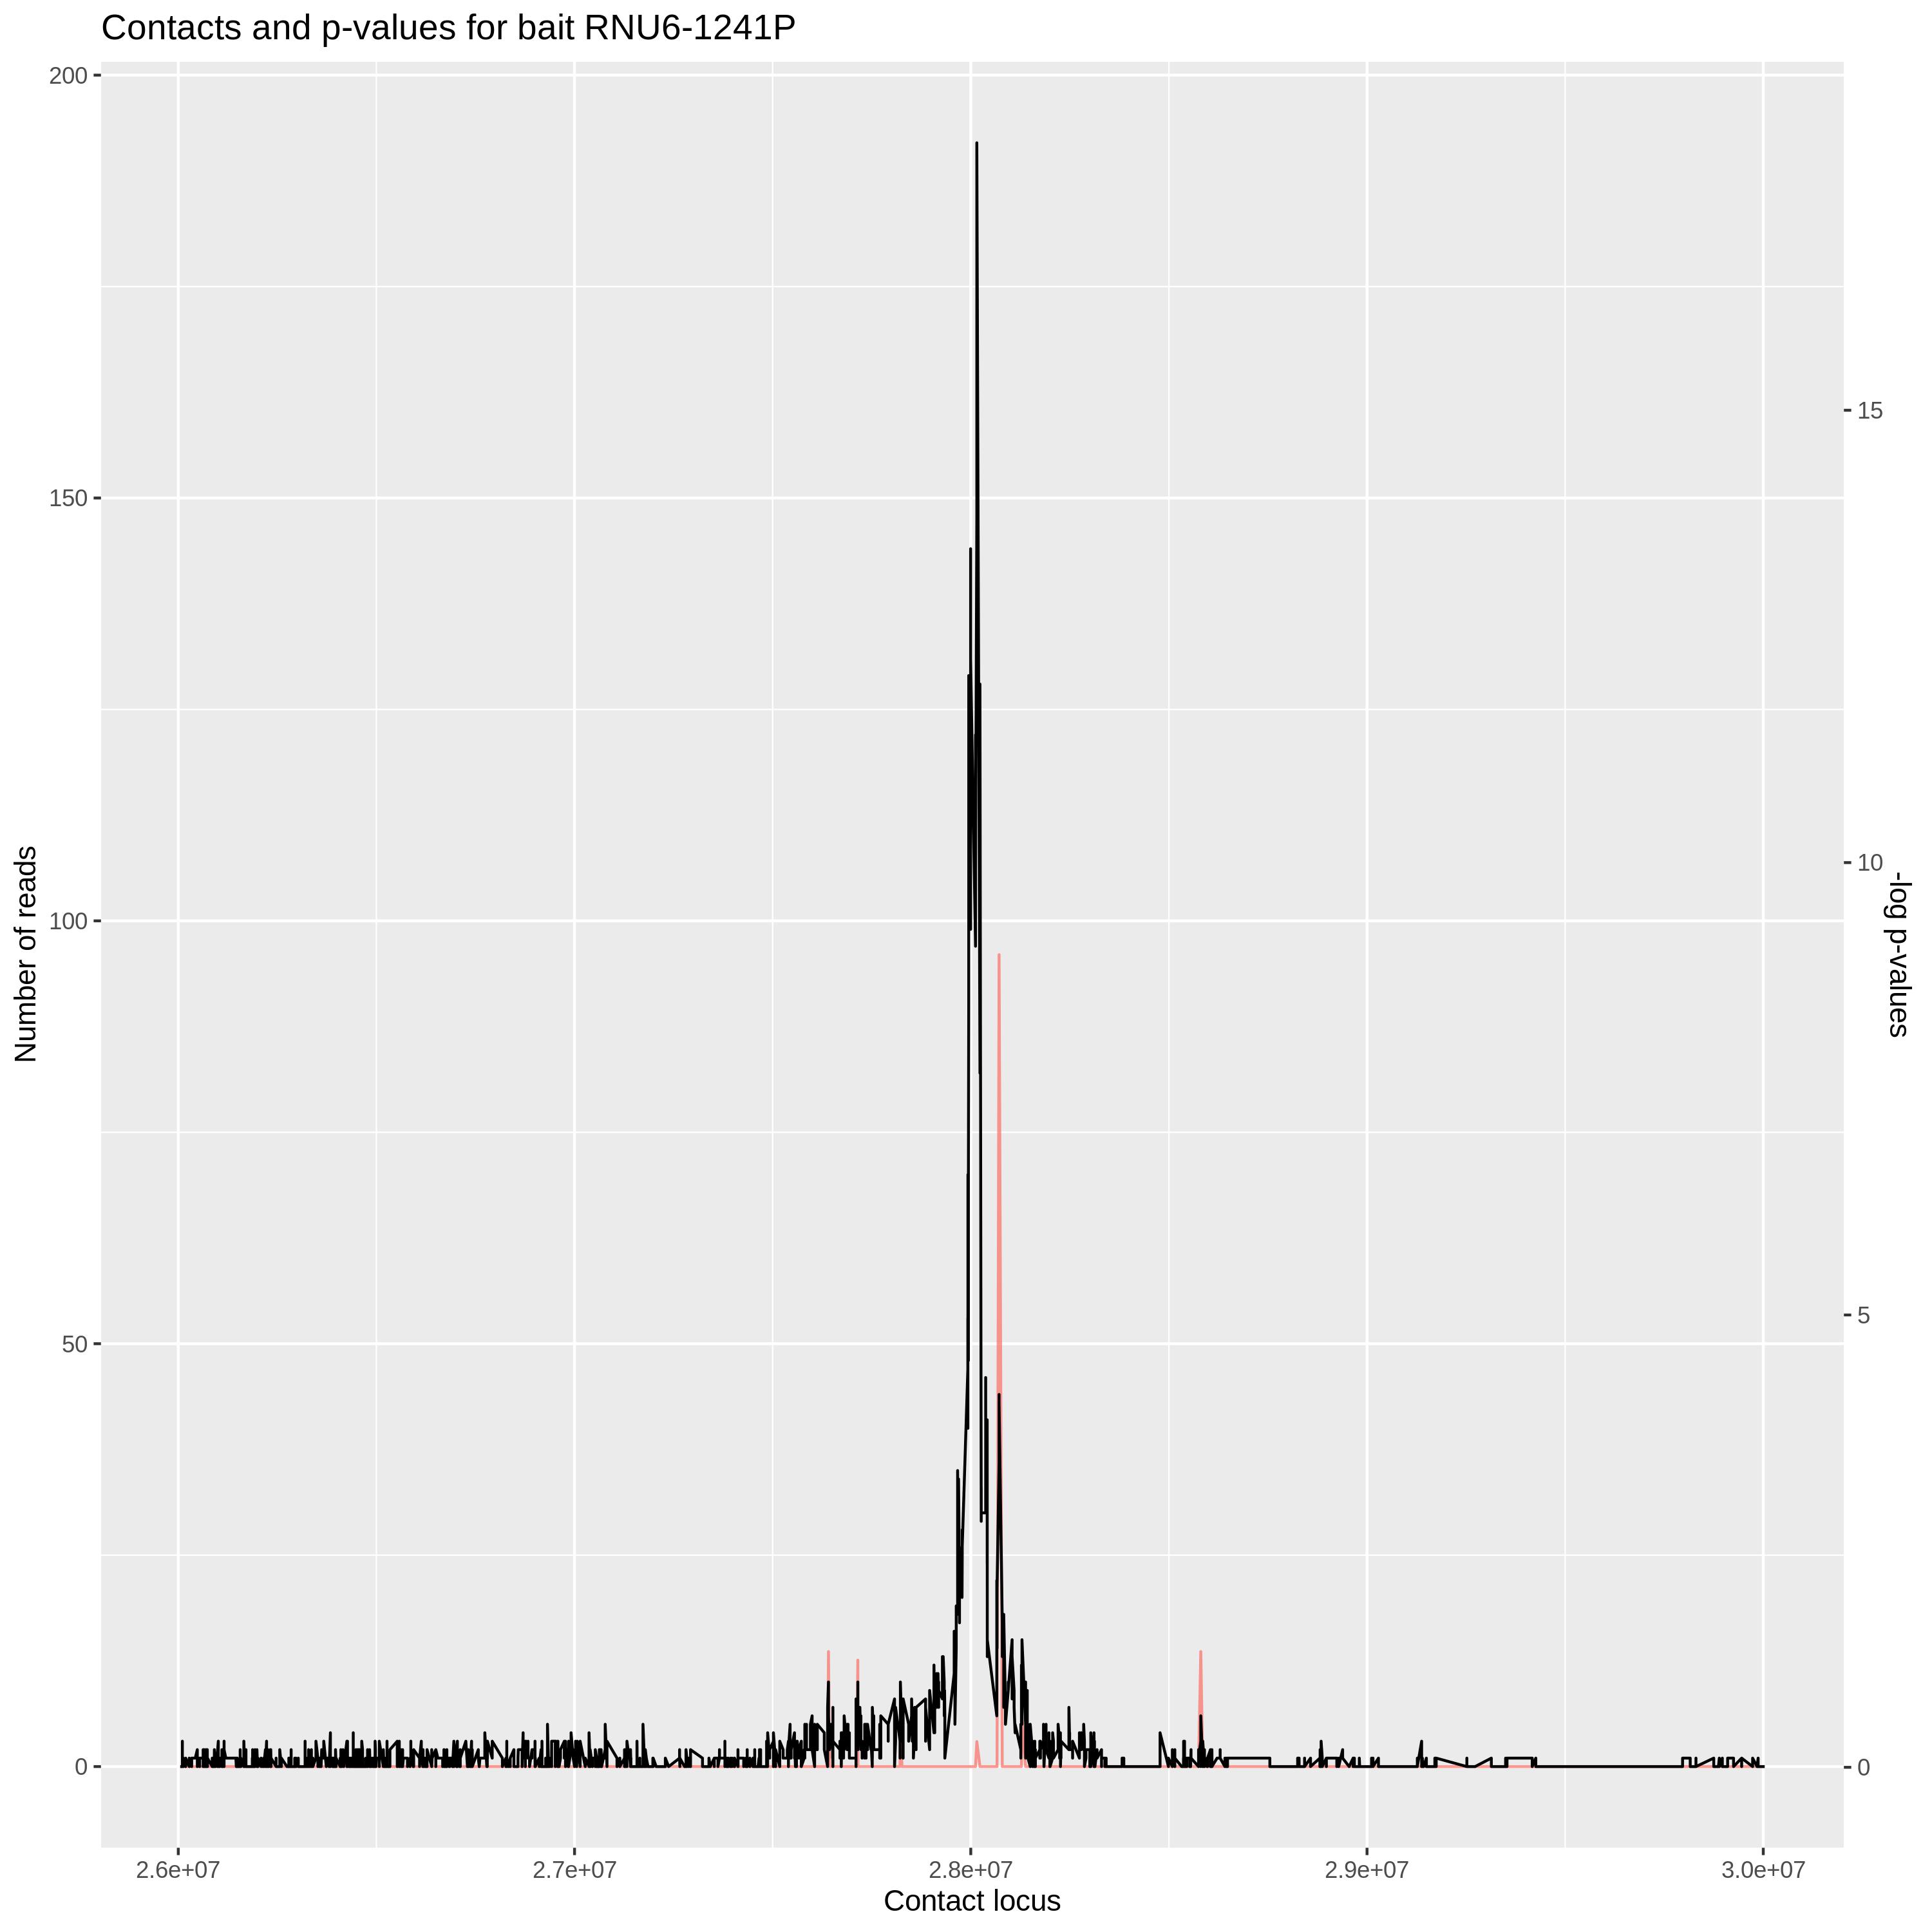 Contacts and p-values for bait RNU6-1241P
200
150
100
50
0
Number of reads
15
10
5
0
-log p-values
2.6e+07 2.7e+07 2.8e+07 2.9e+07 3.0e+07
Contact locus